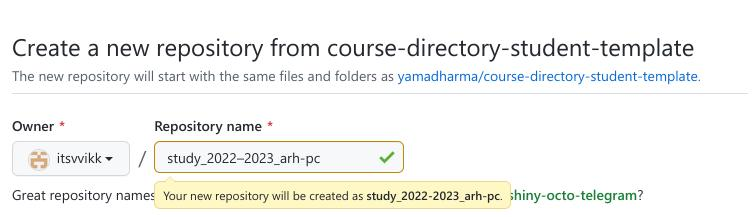 Create a new repository from course-directory-student-template
The new repository will start with the same files and folders as yamadharma/course-directory-student-template.
Owner * Repository name *
itsvvikk / study_2022–2023_arh-pc
Great repository names
Your new repository will be created as study_2022-2023_arh-pc.
shiny-octo-telegram?